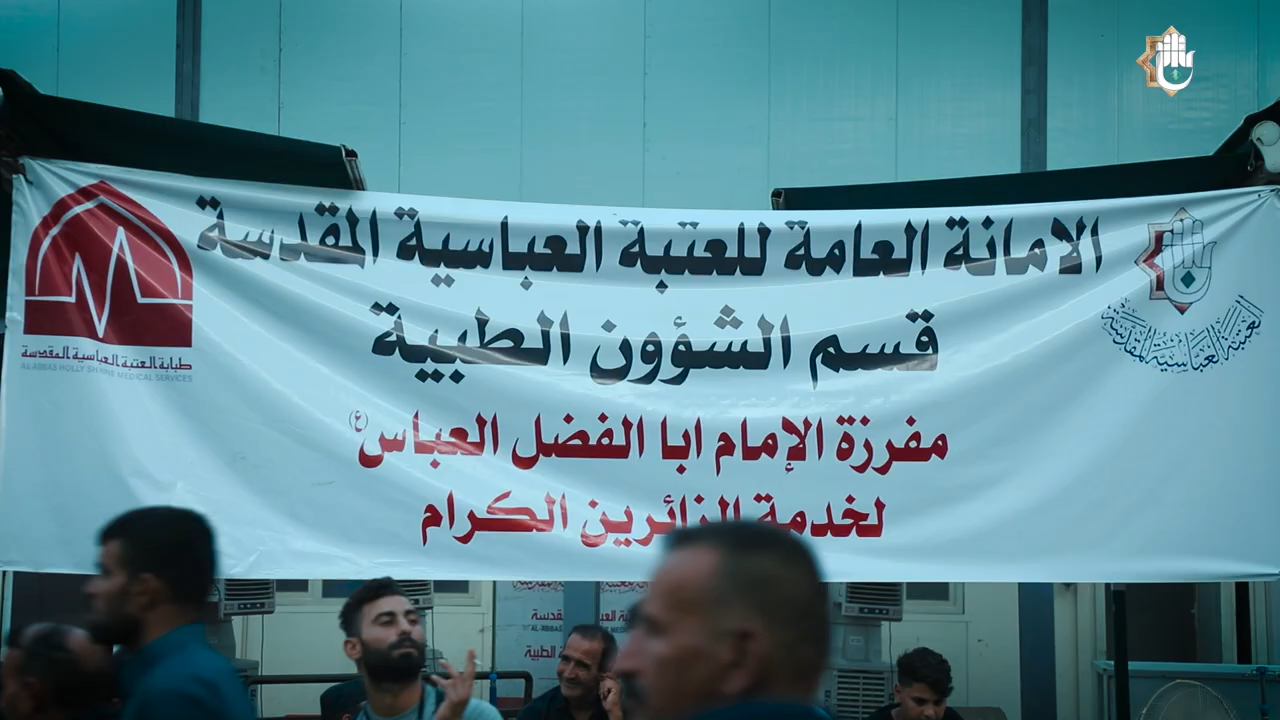 الامانة العامة للعتبة العباسية المقدسة
قسم الشؤون الطبية
مفرزة الإمام ابا الفضل العباس (ع)
لخدمة الزائرين الكرام
طبابة العتبة العباسية المقدسة
AL-ABBAS HOLLY SHRINE MEDICAL SERVICES
العتبة العباسية المقدسة